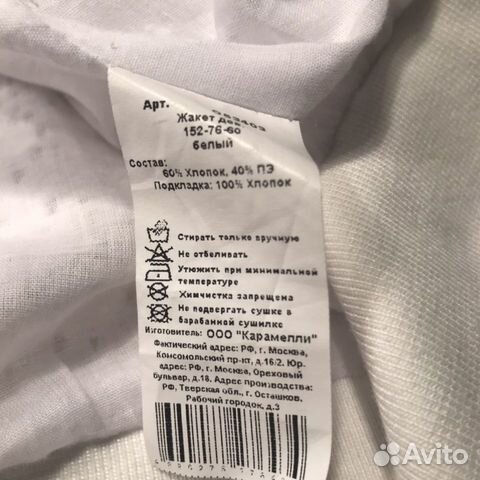 Арт.
Жакет дев.
152-76-60
белый
Состав:
60% Хлопок, 40% ПЭ
Подкладка: 100% Хлопок
Стирать только вручную
Не отбеливать
Утюжить при минимальной
температуре
Химчистка запрещена
Не подвергать сушке в
барабанной сушилке
Изготовитель: ООО "Карамелли"
Фактический адрес: РФ, г. Москва,
Комсомольский пр-кт, д.16/2. Юр.
адрес: РФ, г. Москва, Ореховый
бульвар, д.18. Адрес производства:
РФ, Тверская обл., г. Осташков.
Рабочий городок, д.3
Avito